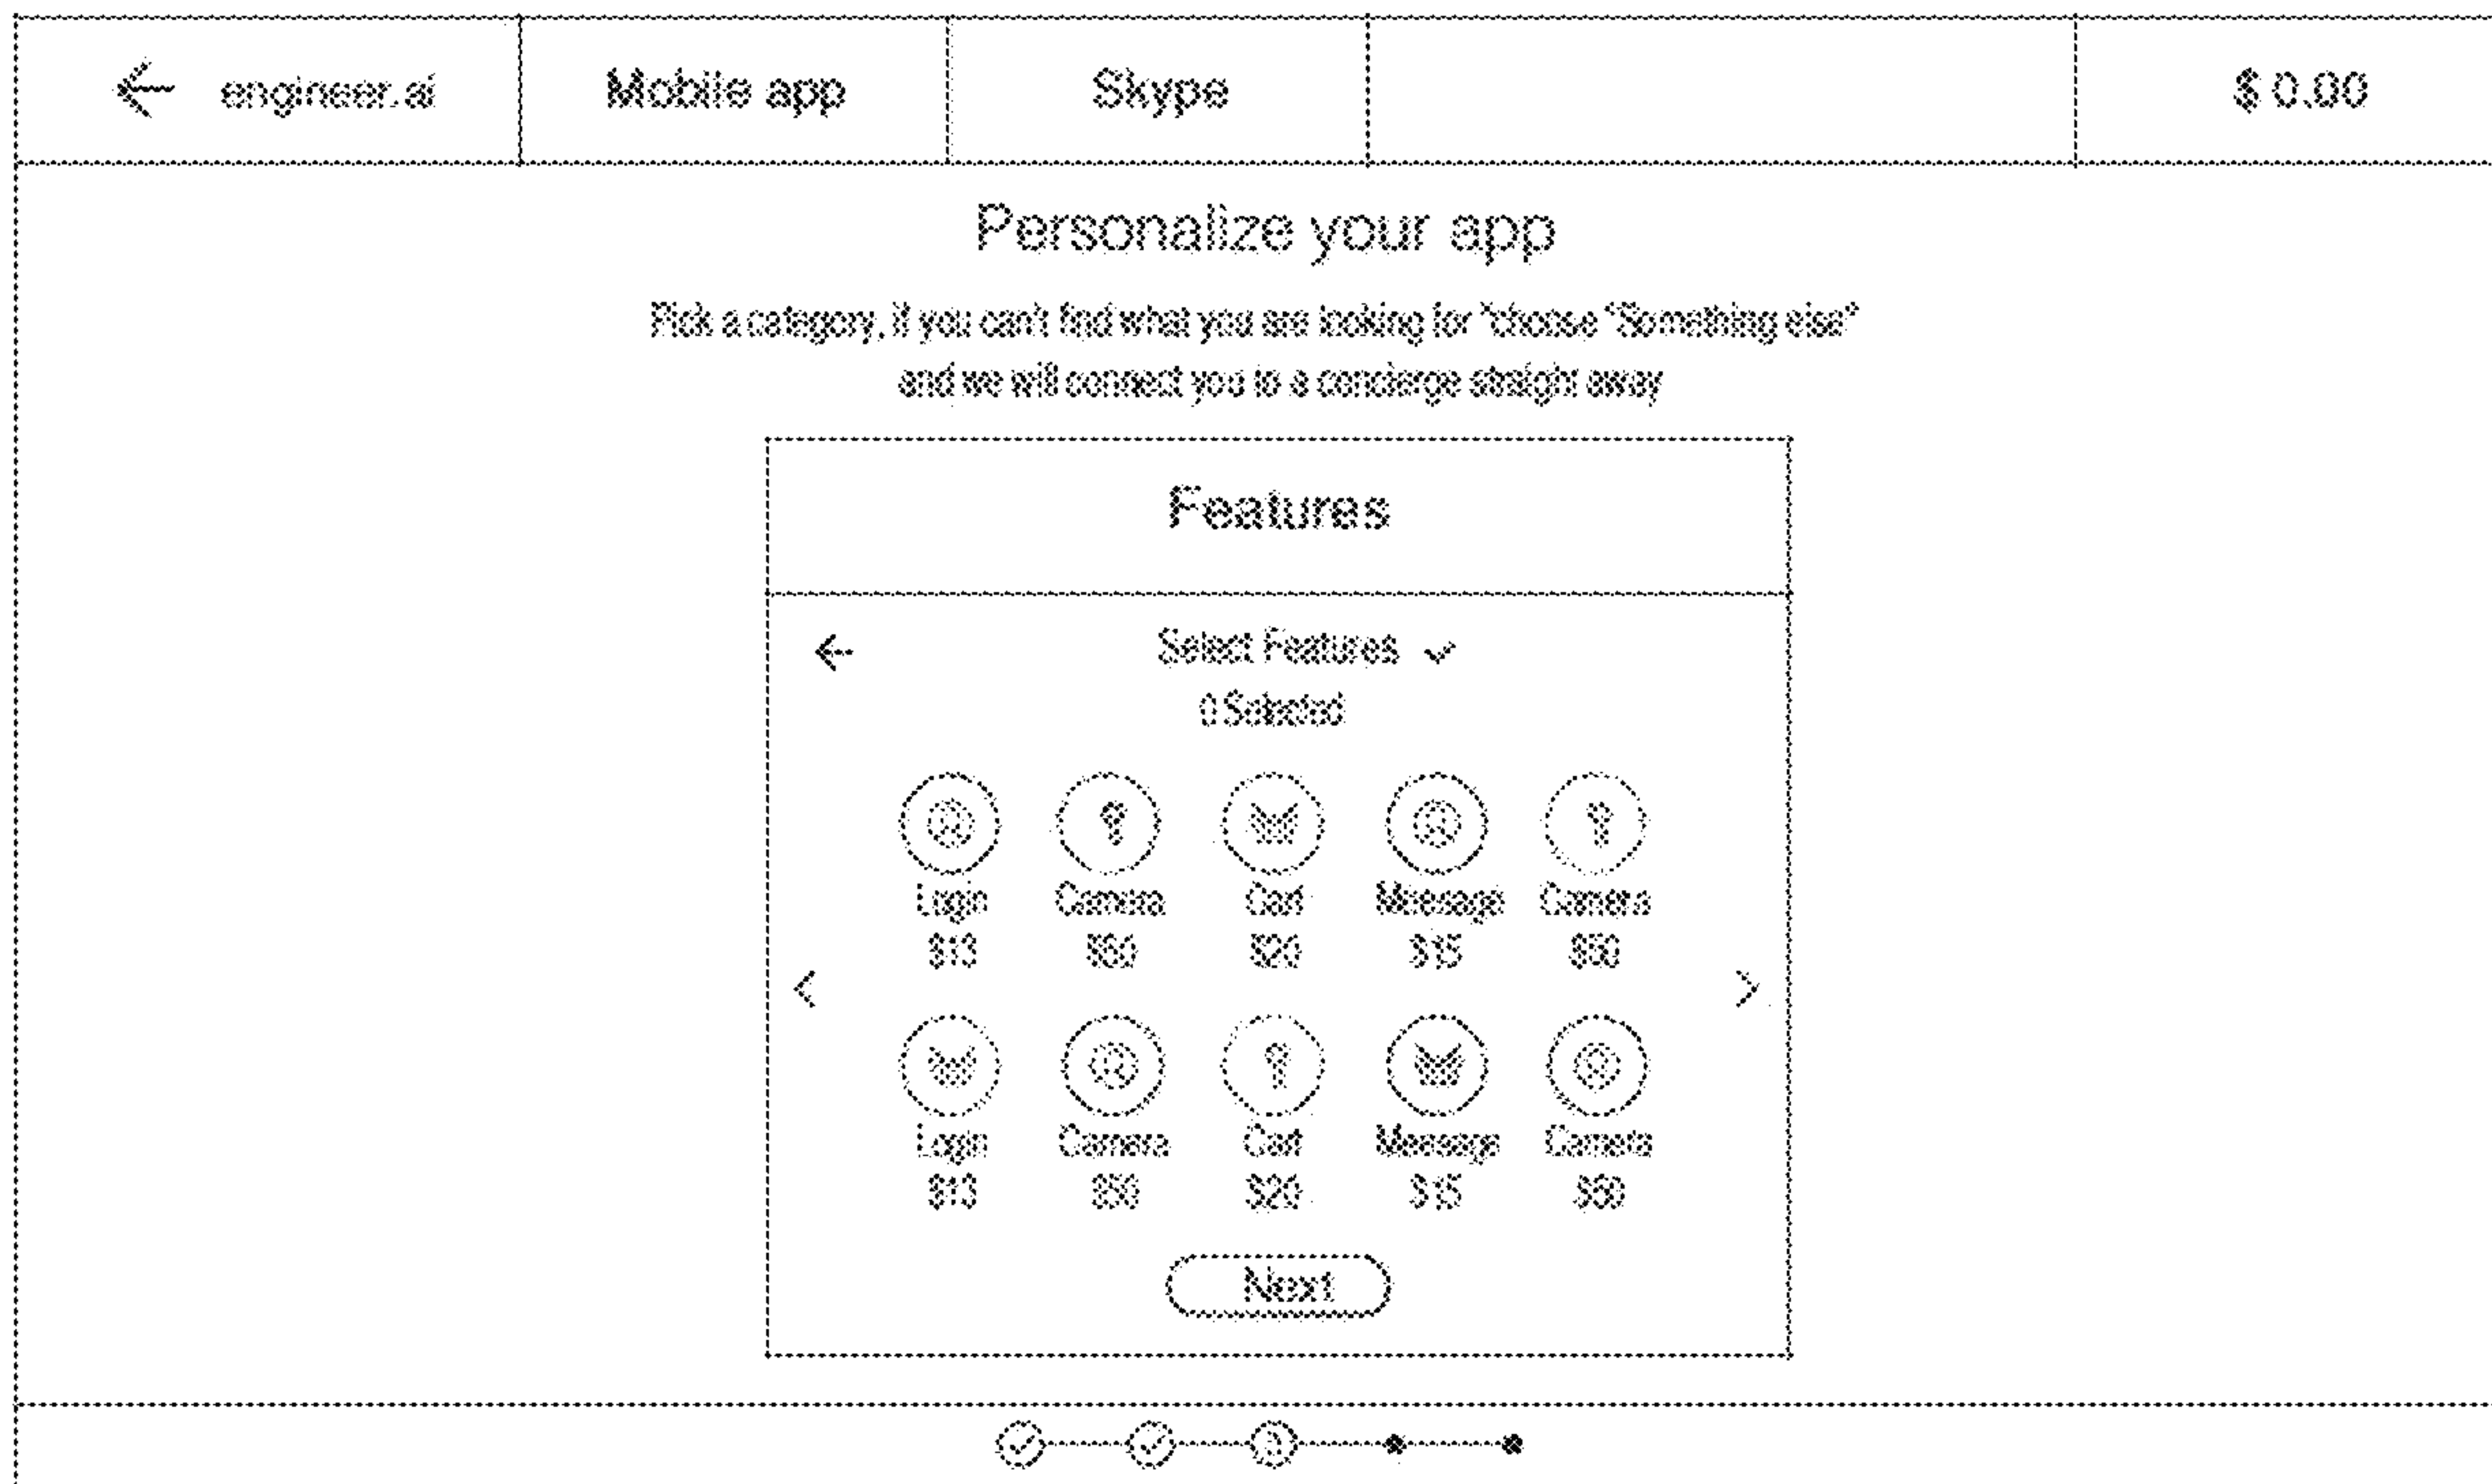 ← engineer.ai Mobile app Skype $ 0.00
Personalize your app
Pick a category, if you can't find what you are looking for "choose "Something else"
and we will connect you to a concierge straight away
Features
Select Features
0 Selected
Login Camera Cart Message Camera
$13 $50 $20 $15 $50
Login Camera Cart Message Camera
$13 $50 $20 $15 $50
Next
3